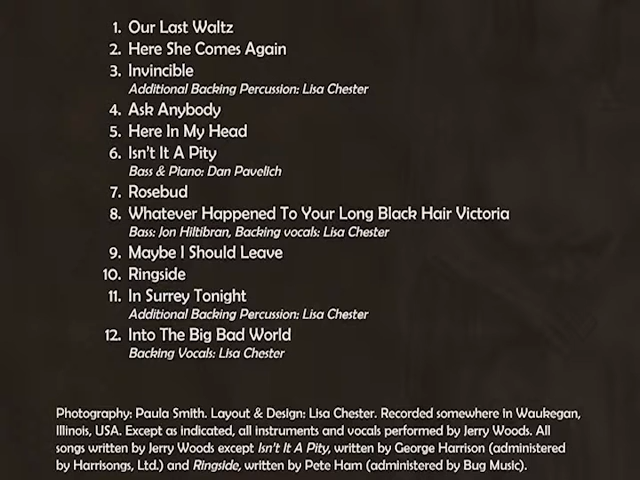 1. Our Last Waltz
2. Here She Comes Again
3. Invincible
Additional Backing Percussion: Lisa Chester
4. Ask Anybody
5. Here In My Head
6. Isn't It A Pity
Bass & Piano: Dan Pavelich
7. Rosebud
8. Whatever Happened To Your Long Black Hair Victoria
Bass: Jon Hiltibran, Backing vocals: Lisa Chester
9. Maybe I Should Leave
10. Ringside
11. In Surrey Tonight
Additional Backing Percussion: Lisa Chester
12. Into The Big Bad World
Backing Vocals: Lisa Chester
Photography: Paula Smith. Layout & Design: Lisa Chester. Recorded somewhere in Waukegan,
Illinois, USA. Except as indicated, all instruments and vocals performed by Jerry Woods. All
songs written by Jerry Woods except Isn't It A Pity, written by George Harrison (administered
by Harrisongs, Ltd.) and Ringside, written by Pete Ham (administered by Bug Music).